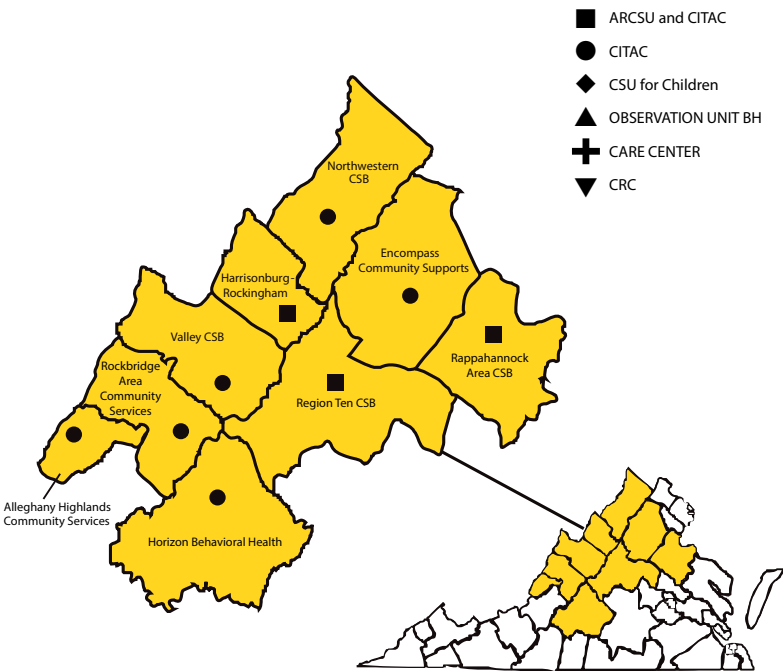 ARCSU and CITAC
CITAC
CSU for Children
OBSERVATION UNIT BH
CARE CENTER
CRC
Northwestern
CSB
Encompass
Community Supports
Harrisonburg-
Rockingham
Valley CSB
Rappahannock
Area CSB
Rockbridge
Area
Community
Services
Region Ten CSB
Alleghany Highlands
Community Services
Horizon Behavioral Health